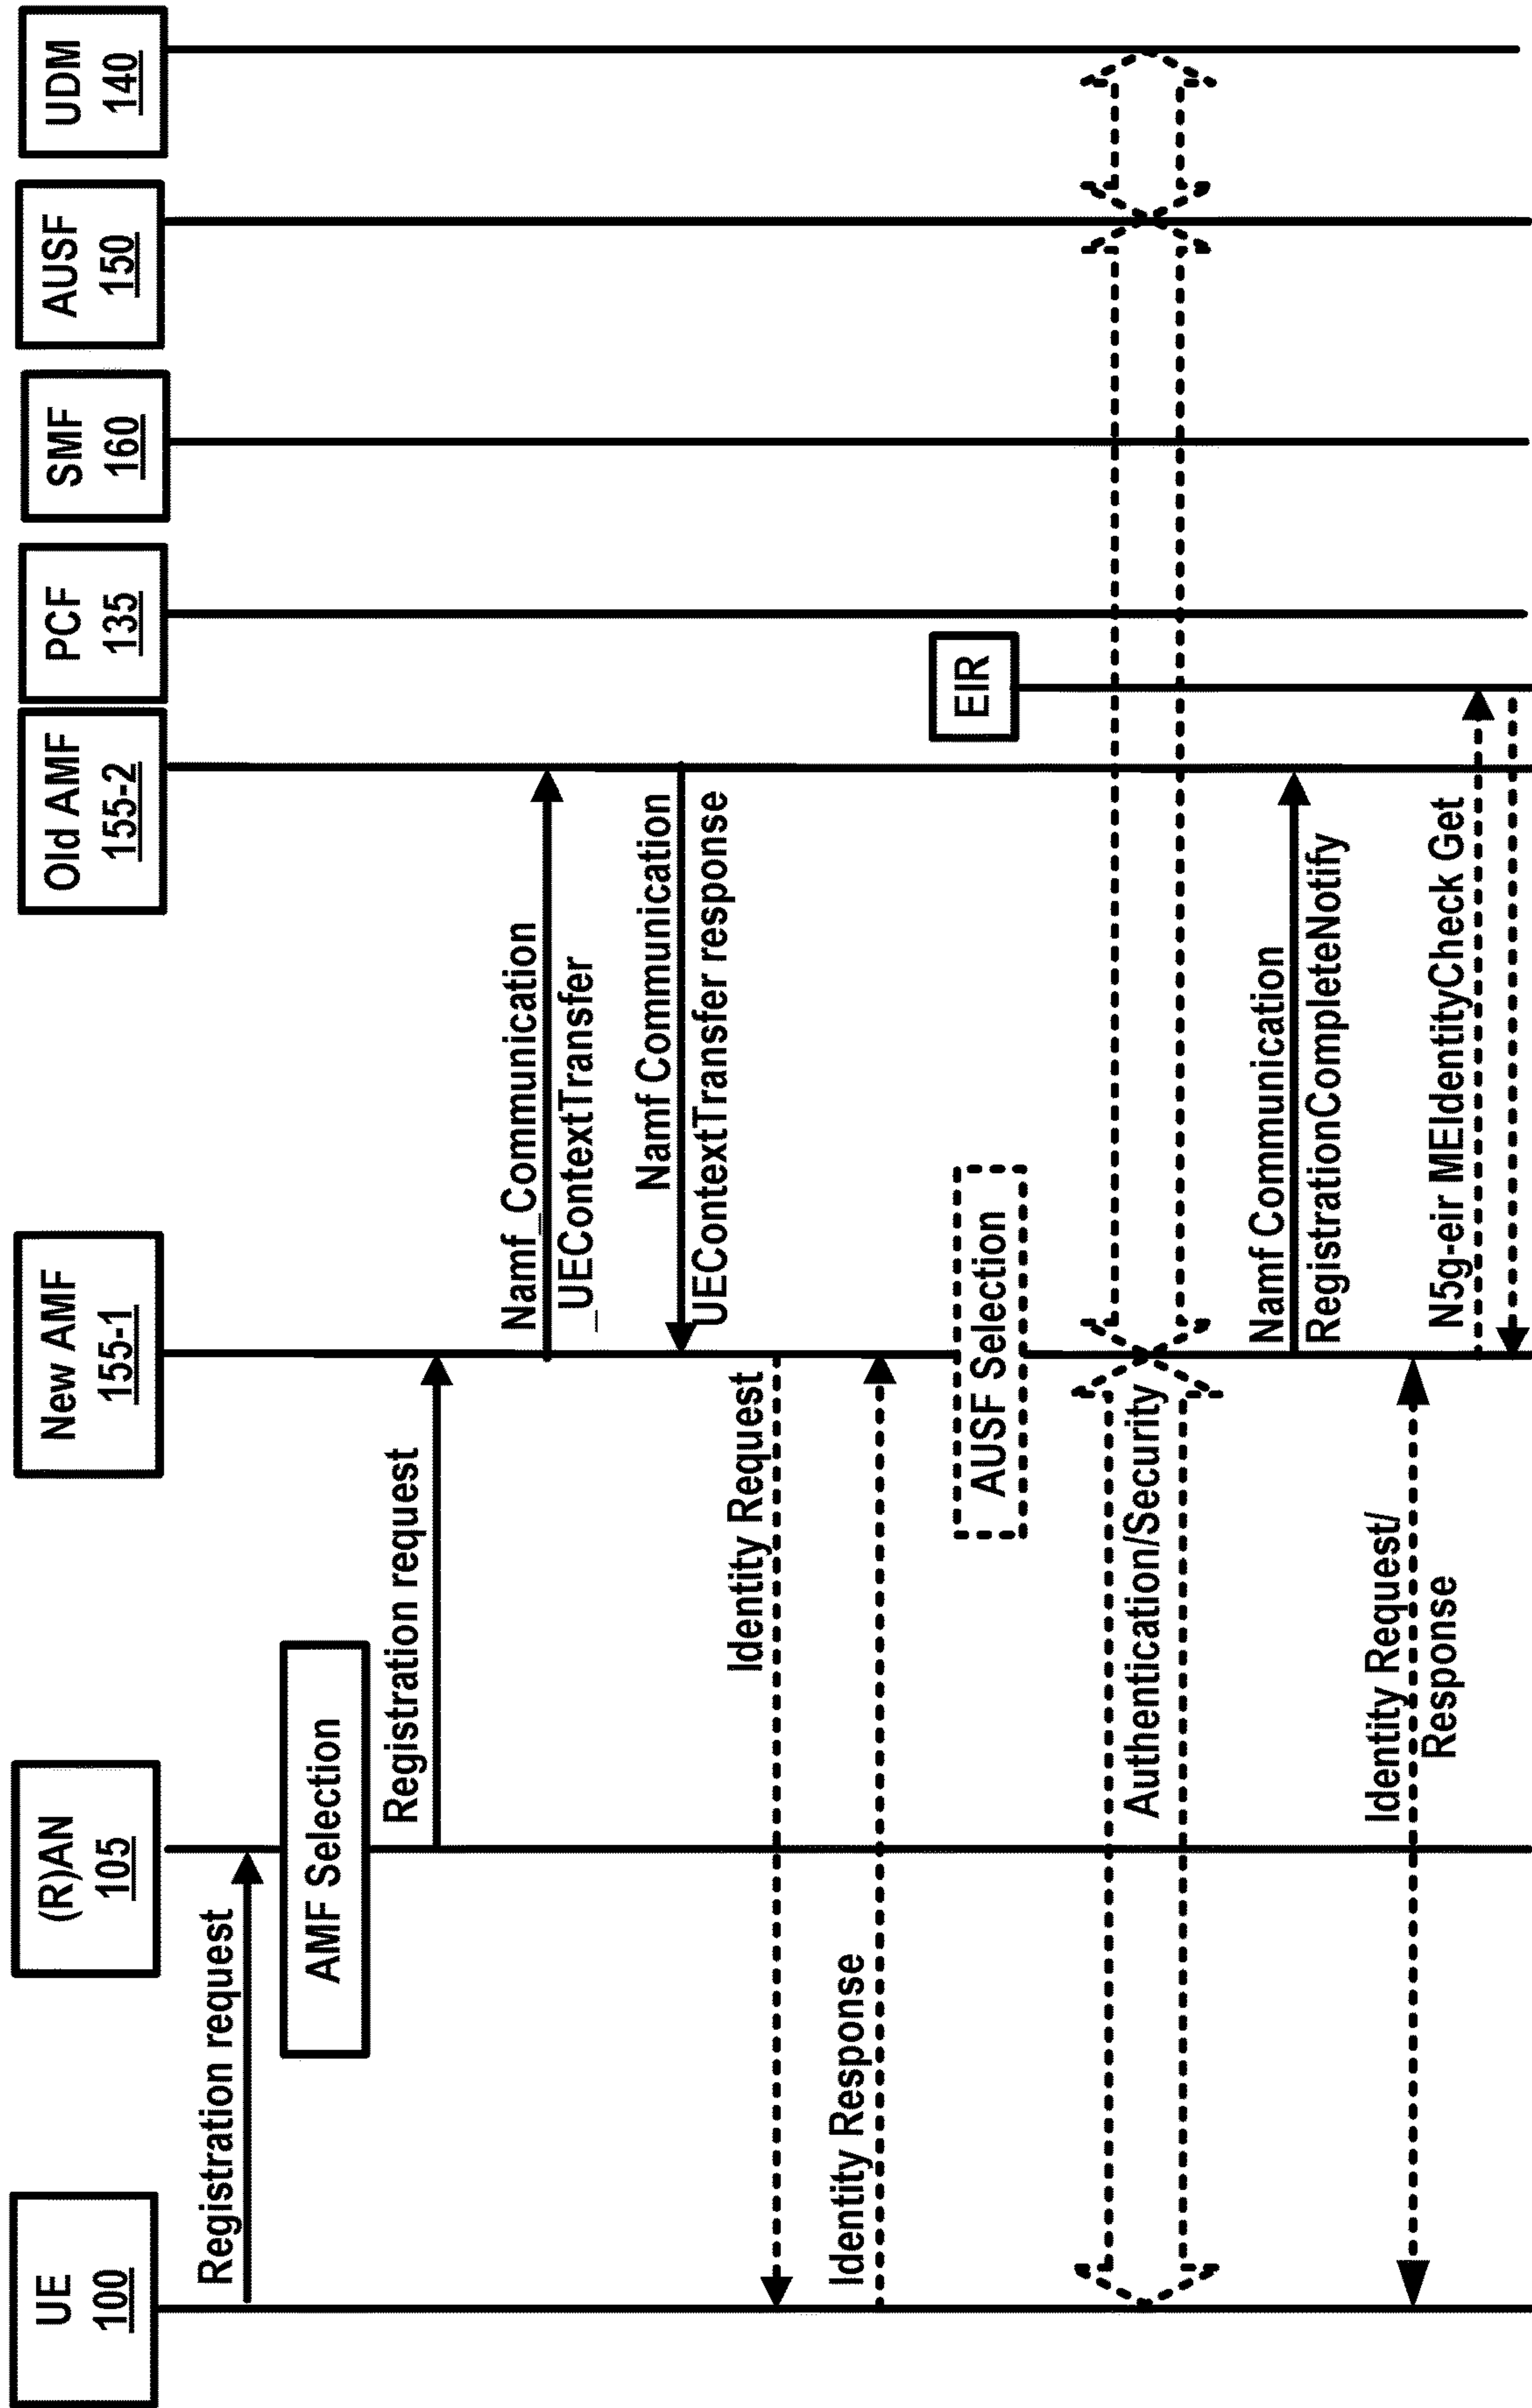 UE
100
(R)AN
105
New AMF
155-1
Old AMF
155-2
PCF
135
SMF
160
AUSF
150
UDM
140
Registration request
AMF Selection
Registration request
Namf_Communication
_UEContextTransfer
Namf Communication
UEContextTransfer response
Identity Request
Identity Response
AUSF Selection
EIR
Authentication/Security
Namf Communication
RegistrationCompleteNotify
Identity Request/
Response
N5g-eir MEIdentityCheck Get